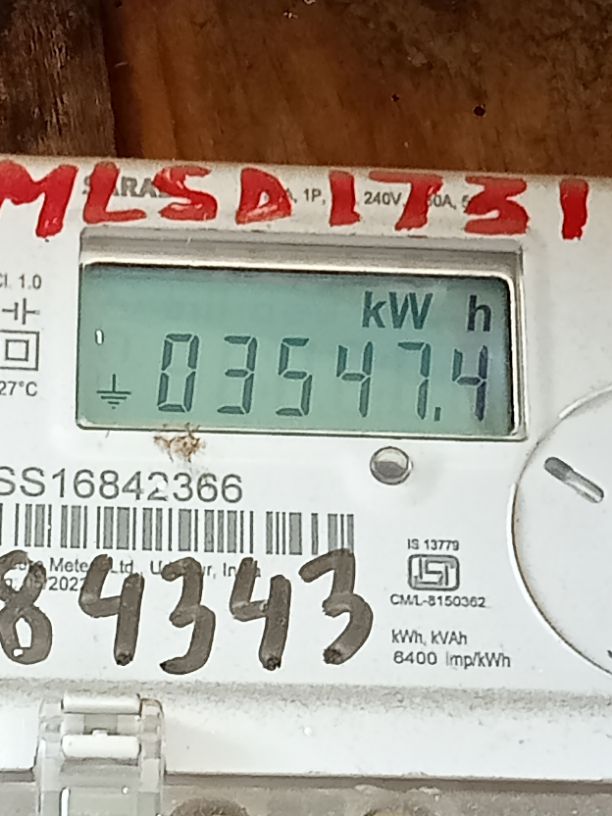 MLSD1731
1P, 240V,
Cl. 1.0
kW h
03547.4
27°C
SS16842366
IS 13779
ISI
CM/L-8150362
84343
kWh, kVAh
6400 imp/kWh